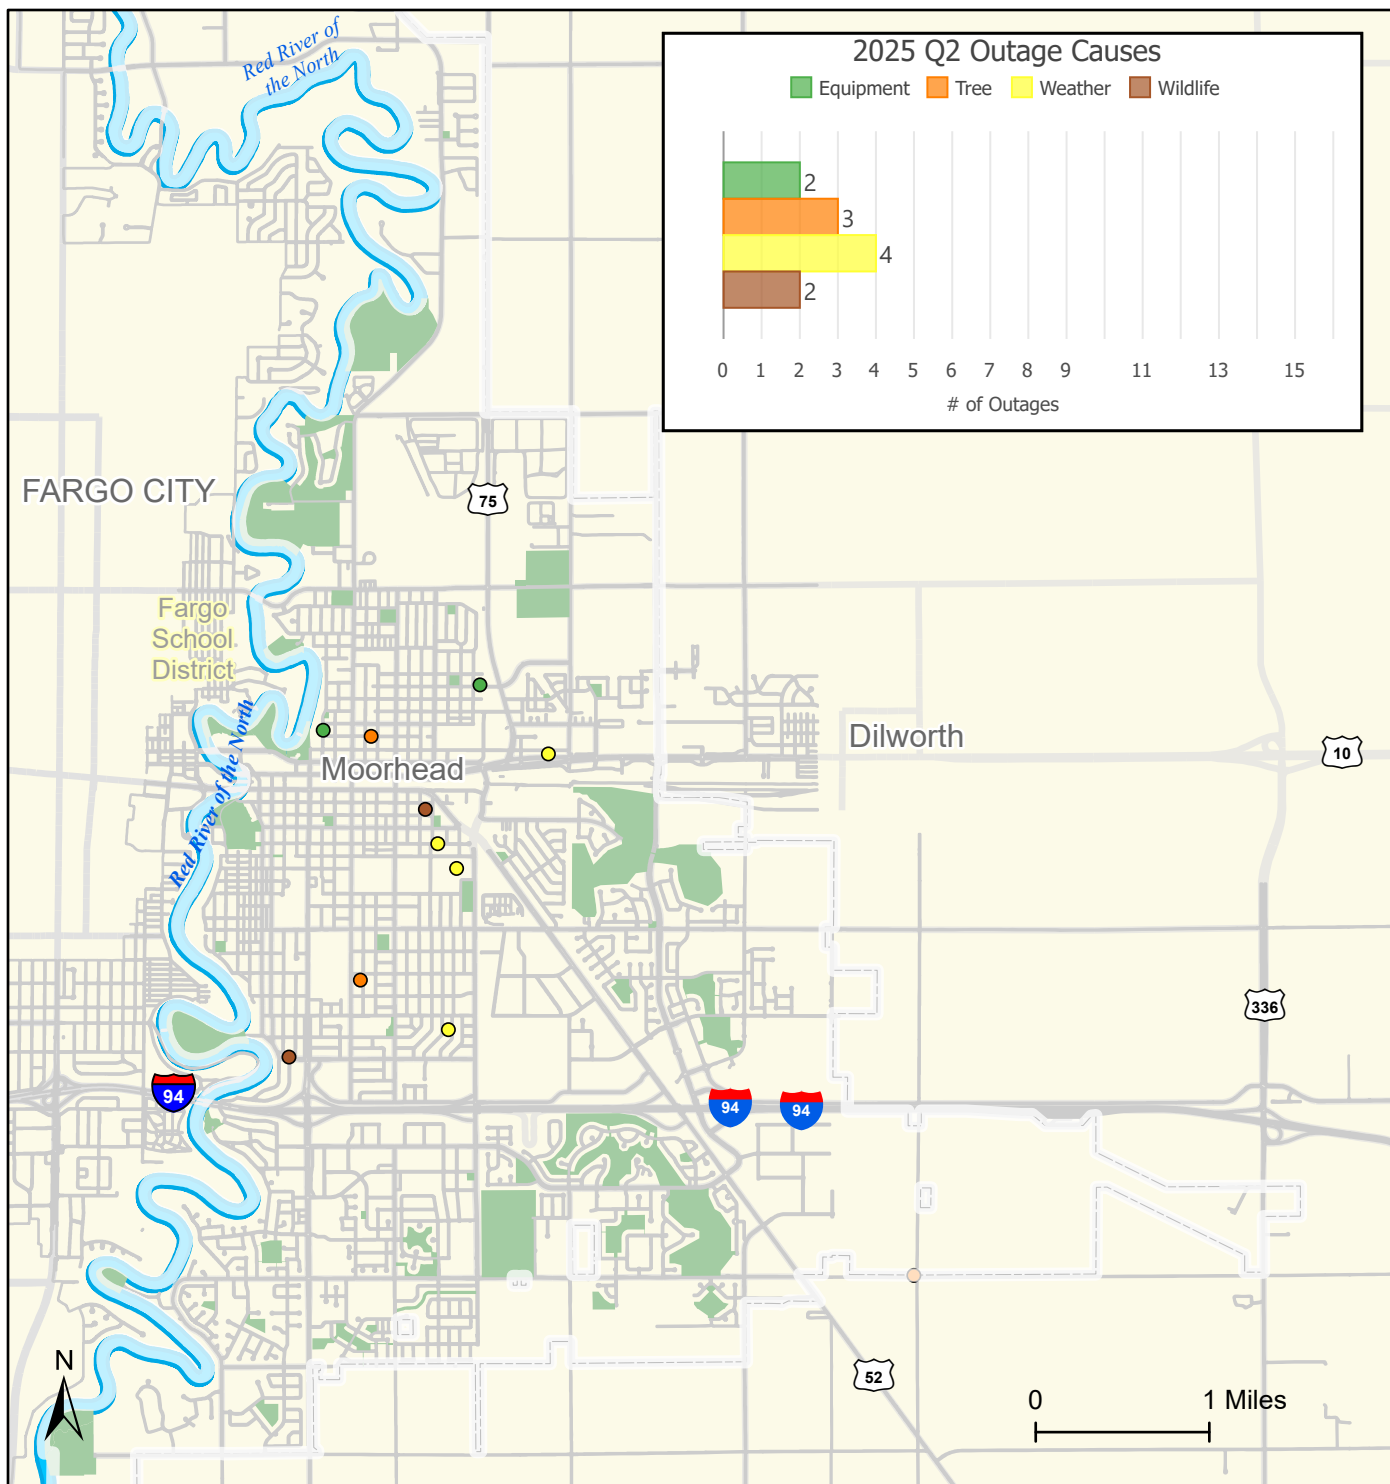 Red River of
the North
2025 Q2 Outage Causes
Equipment Tree Weather Wildlife
2
3
4
2
0 1 2 3 4 5 6 7 8 9 11 13 15
# of Outages
FARGO CITY
75
Fargo
School
District
Red River of the North
Moorhead
Dilworth
10
336
94
94
94
52
N
0 1 Miles